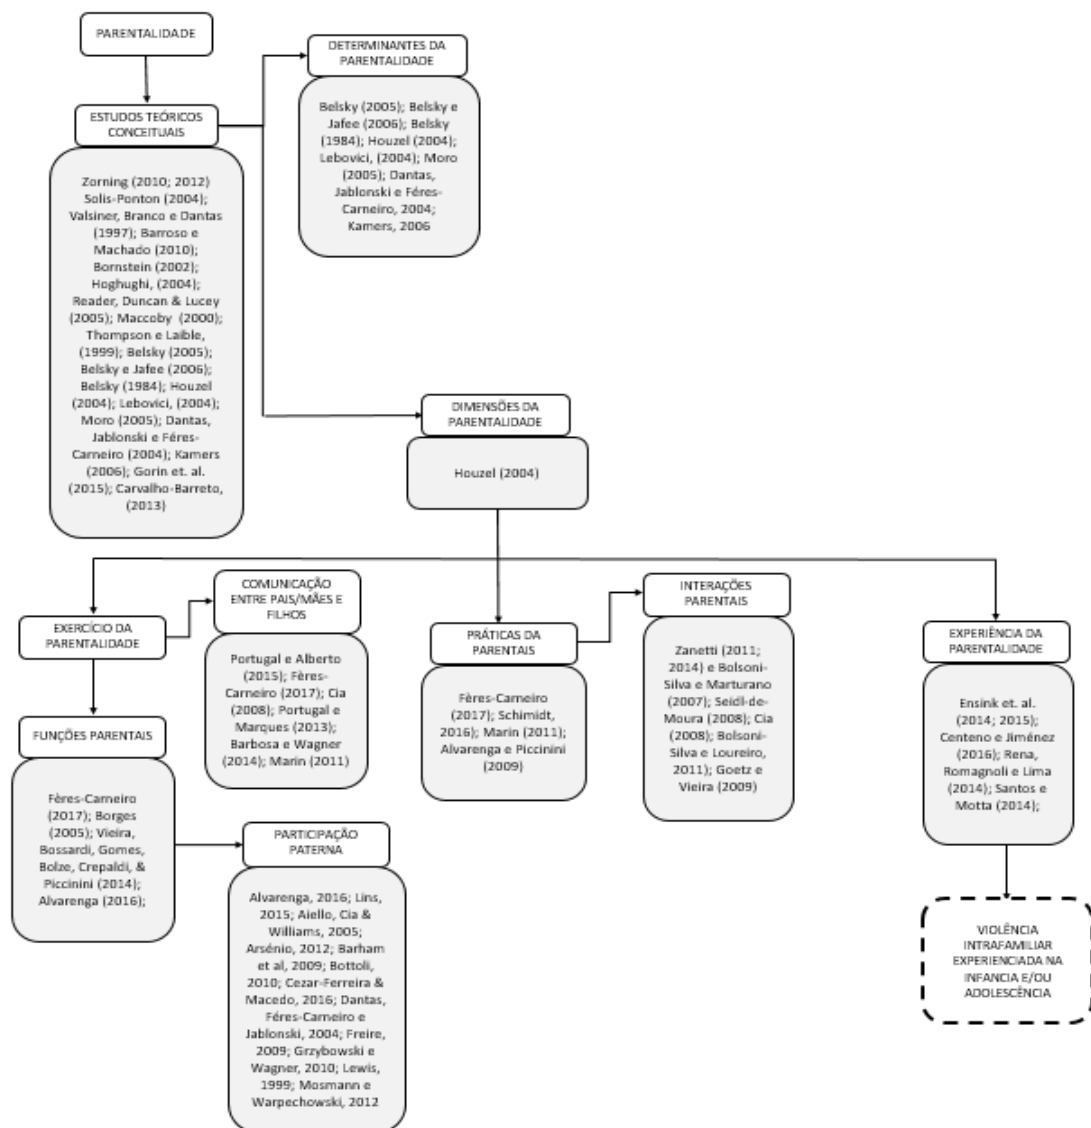 PARENTALIDADE
ESTUDOS TEÓRICOS
CONCEITUAIS
Zorning (2010; 2012)
Solis-Ponton (2004);
Valsiner, Branco e Dantas
(1997); Barroso e
Machado (2010);
Bornstein (2002);
Hoghughi, (2004);
Reader, Duncan & Lucey
(2005); Maccoby (2000);
Thompson e Laible,
(1999); Belsky (2005);
Belsky e Jafee (2006);
Belsky (1984); Houzel
(2004); Lebovici, (2004);
Moro (2005); Dantas,
Jablonski e Féres-
Carneiro (2004); Kamers
(2006); Gorin et. al.
(2015); Carvalho-Barreto,
(2013)
DETERMINANTES DA
PARENTALIDADE
Belsky (2005); Belsky e
Jafee (2006); Belsky
(1984); Houzel (2004);
Lebovici, (2004); Moro
(2005); Dantas,
Jablonski e Féres-
Carneiro, 2004;
Kamers, 2006
DIMENSÕES DA
PARENTALIDADE
Houzel (2004)
EXERCÍCIO DA
PARENTALIDADE
COMUNICAÇÃO
ENTRE PAIS/MÃES E
FILHOS
Portugal e Alberto
(2015); Fères-
Carneiro (2017); Cia
(2008); Portugal e
Marques (2013);
Barbosa e Wagner
(2014); Marin (2011)
FUNÇÕES PARENTAIS
Fères-Carneiro
(2017); Borges
(2005); Vieira,
Bossardi, Gomes,
Bolze, Crepaldi, &
Piccinini (2014);
Alvarenga (2016);
PARTICIPAÇÃO
PATERNA
Alvarenga, 2016; Lins,
2015; Aiello, Cia &
Williams, 2005;
Arsénio, 2012; Barham
et al, 2009; Bottoli,
2010; Cezar-Ferreira &
Macedo, 2016; Dantas,
Féres-Carneiro e
Jablonski, 2004; Freire,
2009; Grzybowski e
Wagner, 2010; Lewis,
1999; Mosmann e
Warpechowski, 2012
PRÁTICAS DA
PARENTAIS
Fères-Carneiro
(2017); Schimidt,
2016); Marin (2011);
Alvarenga e Piccinini
(2009)
INTERAÇÕES
PARENTAIS
Zanetti (2011;
2014) e Bolsoni-
Silva e Marturano
(2007); Seidl-de-
Moura (2008); Cia
(2008); Bolsoni-
Silva e Loureiro,
2011); Goetz e
Vieira (2009)
EXPERIÊNCIA DA
PARENTALIDADE
Ensink et. al.
(2014; 2015);
Centeno e Jiménez
(2016); Rena,
Romagnoli e Lima
(2014); Santos e
Motta (2014);
VIOLÊNCIA
INTRAFAMILIAR
EXPERIENCIADA NA
INFANCIA E/OU
ADOLESCÊNCIA